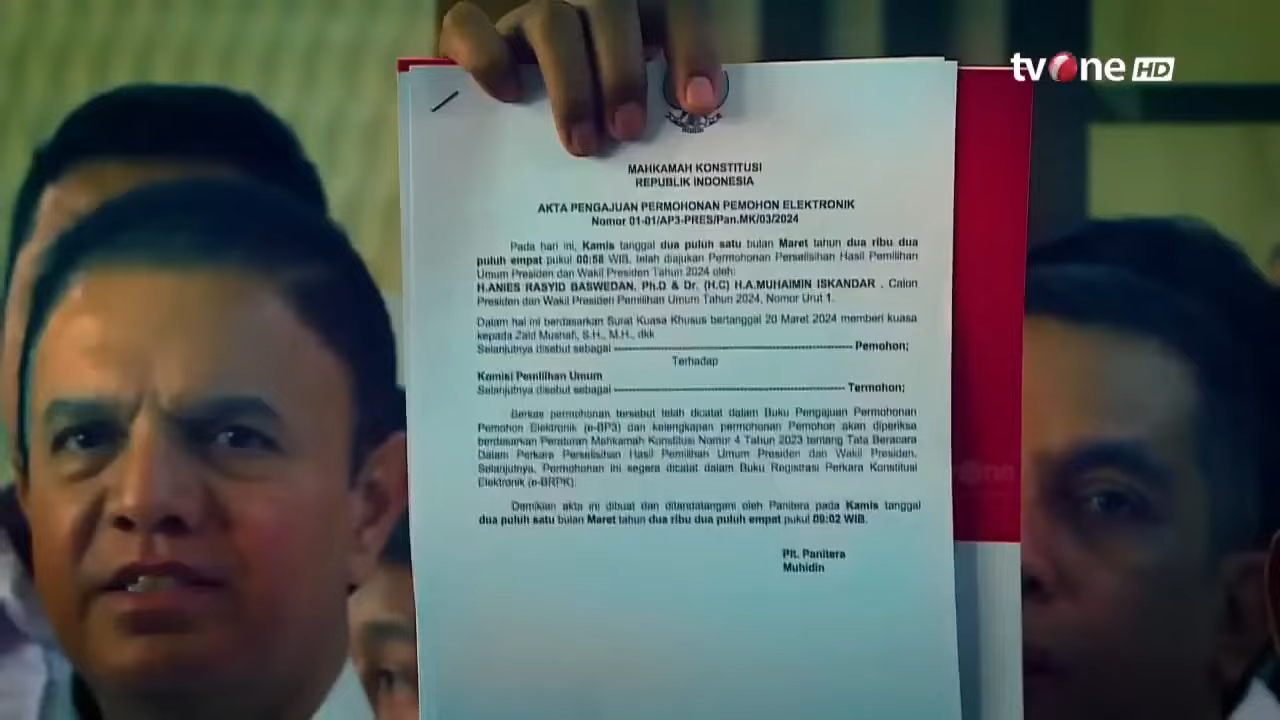 tvOne HD
MAHKAMAH KONSTITUSI
REPUBLIK INDONESIA
AKTA PENGAJUAN PERMOHONAN PEMOHON ELEKTRONIK
Nomor 01-01/AP3-PRES/Pan.MK/03/2024
Pada hari ini, Kamis tanggal dua puluh satu bulan Maret tahun dua ribu dua
puluh empat pukul 00:58 WIB, telah diajukan Permohonan Perselisihan Hasil Pemilihan
Umum Presiden dan Wakil Presiden Tahun 2024 oleh:
H.ANIES RASYID BASWEDAN, Ph.D & Dr. (H.C) H.A.MUHAIMIN ISKANDAR , Calon
Presiden dan Wakil Presiden Pemilihan Umum Tahun 2024, Nomor Urut 1.
Dalam hal ini berdasarkan Surat Kuasa Khusus bertanggal 20 Maret 2024 memberi kuasa
kepada Zaid Mushafi, S.H., M.H., dkk
Selanjutnya disebut sebagai ---------- Pemohon;
Terhadap
Komisi Pemilihan Umum
Selanjutnya disebut sebagai ---------- Termohon;
Berkas permohonan tersebut telah dicatat dalam Buku Pengajuan Permohonan
Pemohon Elektronik (e-BP3) dan kelengkapan permohonan Pemohon akan diperiksa
berdasarkan Peraturan Mahkamah Konstitusi Nomor 4 Tahun 2023 tentang Tata Beracara
Dalam Perkara Perselisihan Hasil Pemilihan Umum Presiden dan Wakil Presiden.
Selanjutnya, Permohonan ini segera dicatat dalam Buku Registrasi Perkara Konstitusi
Elektronik (e-BRPK).
Demikian akta ini dibuat dan ditandatangani oleh Panitera pada Kamis tanggal
dua puluh satu bulan Maret tahun dua ribu dua puluh empat pukul 09:02 WIB.
Plt. Panitera
Muhidin